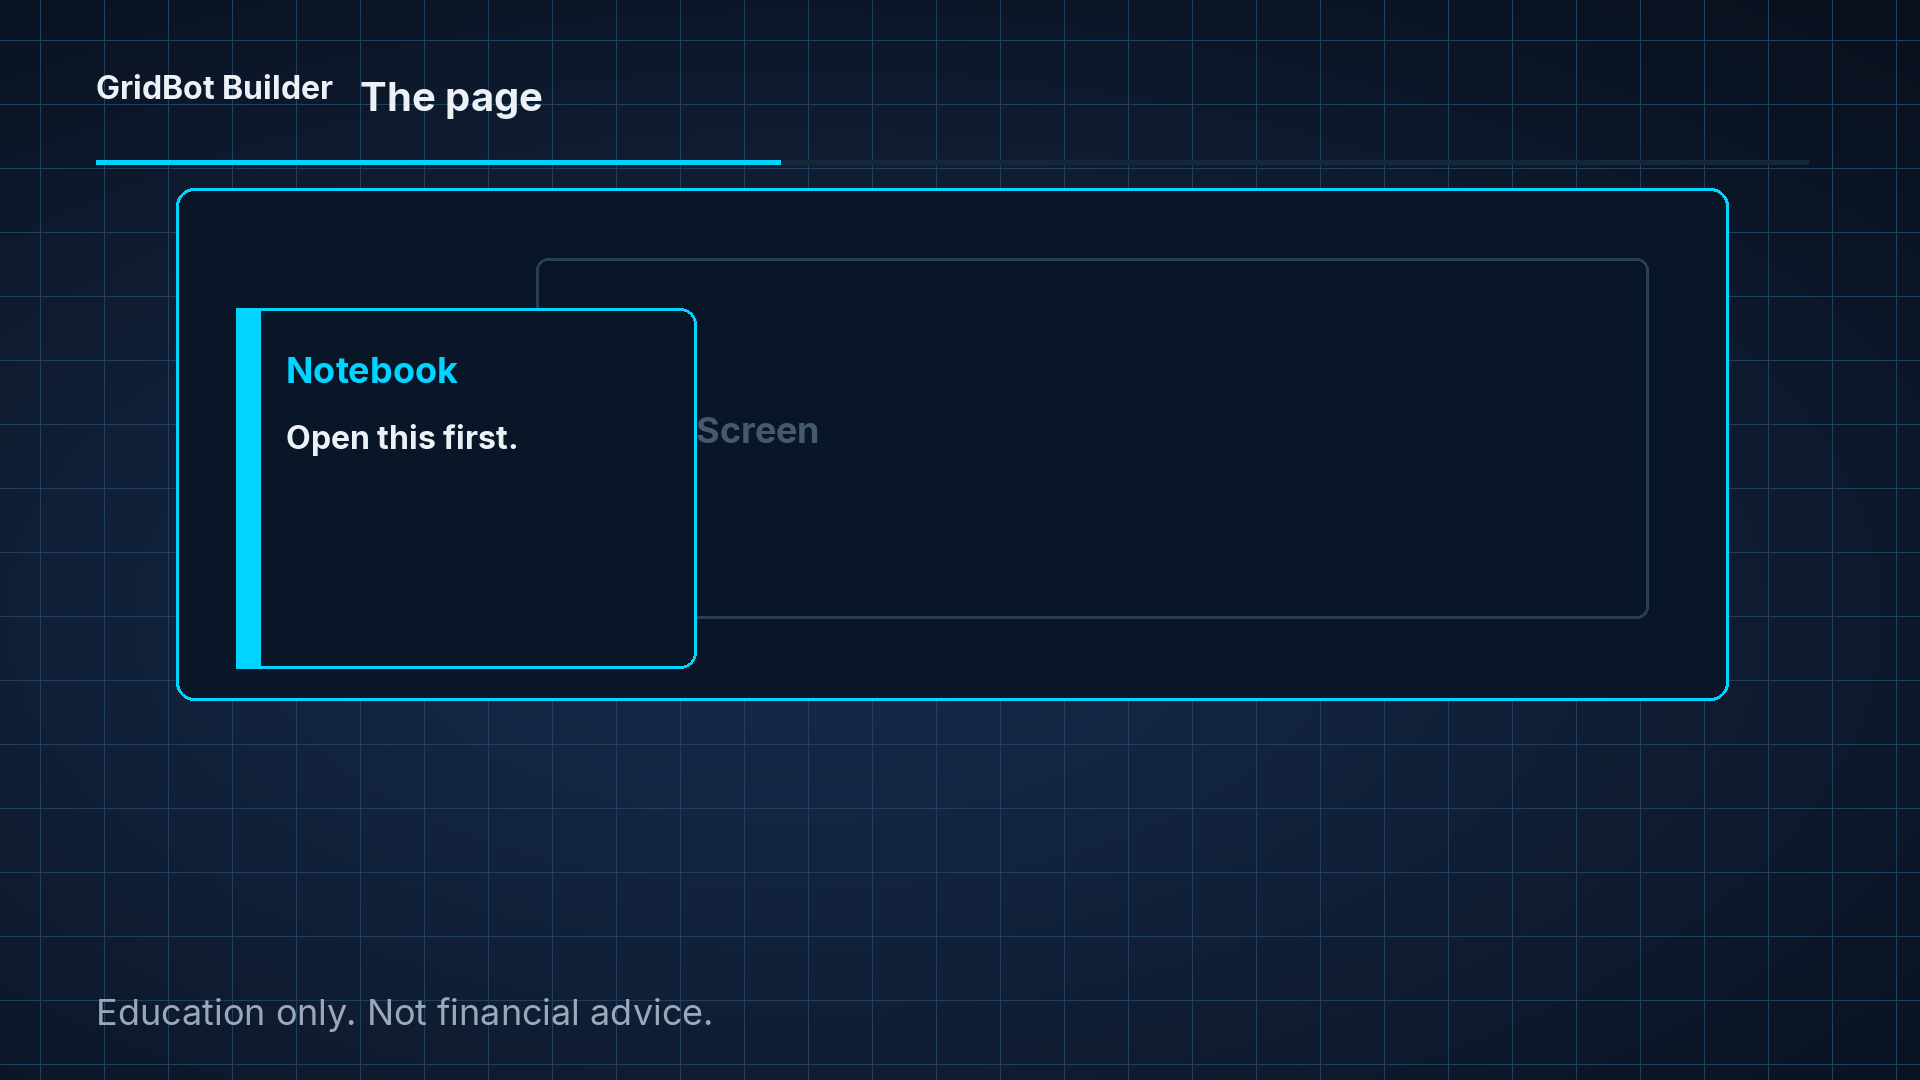 GridBot Builder
The page
Notebook
Open this first.
Screen
Education only. Not financial advice.